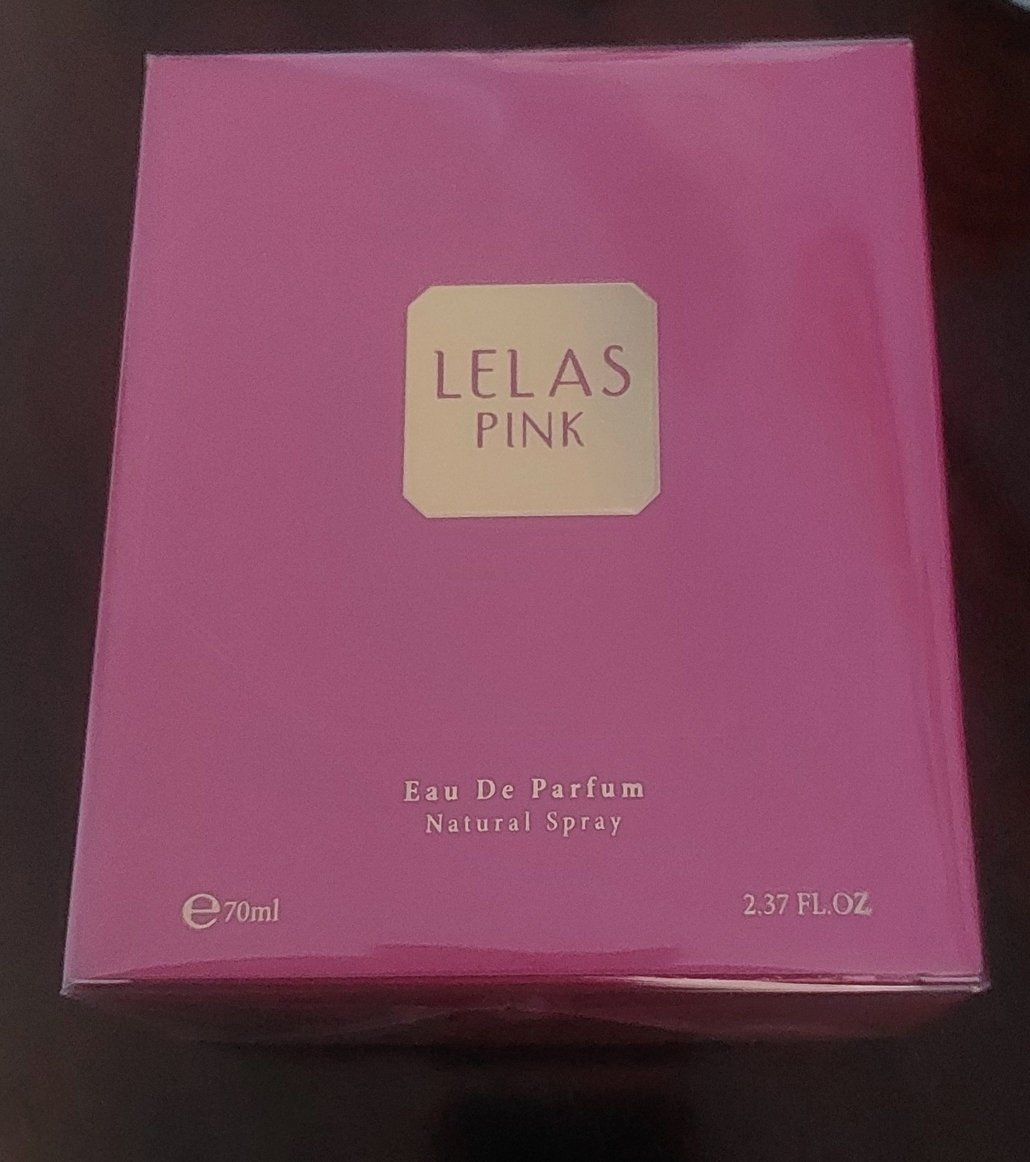 LELAS
PINK
Eau De Parfum
Natural Spray
℮70ml
2.37 FL.OZ